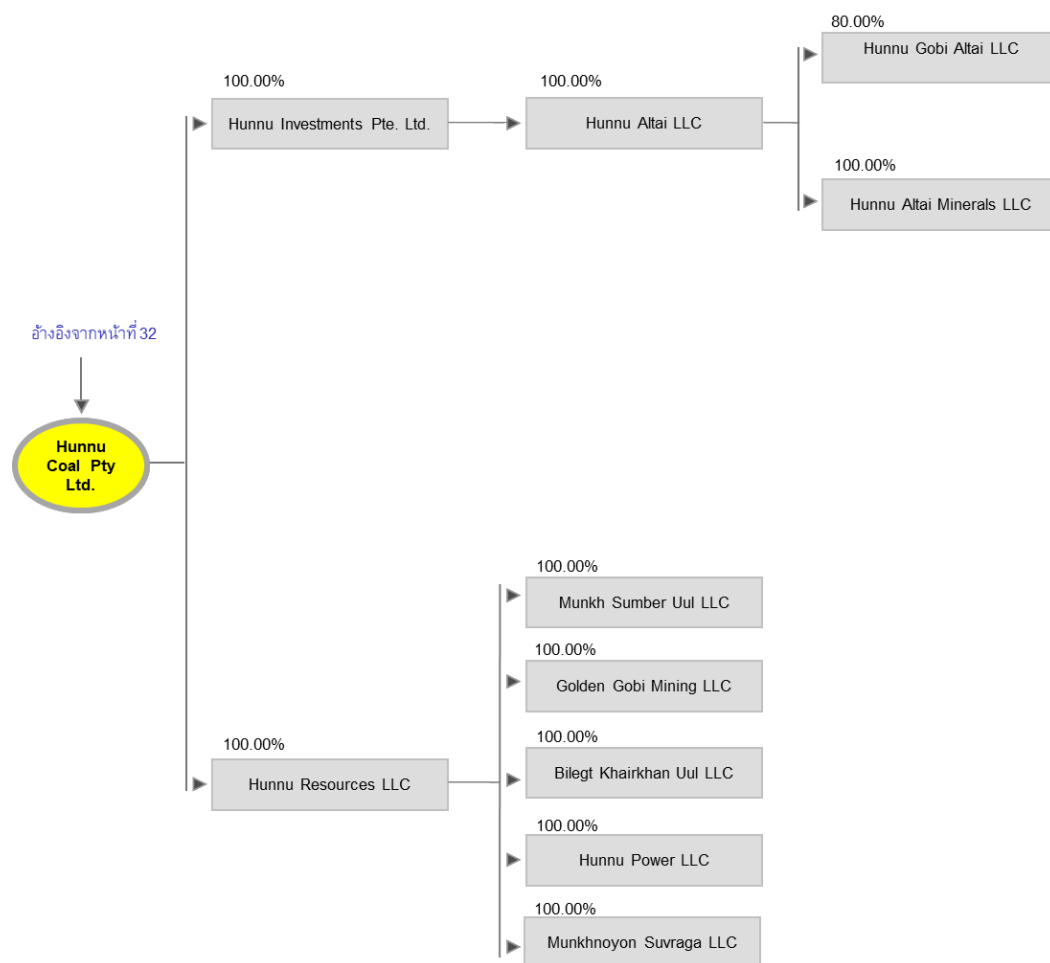 80.00%
Hunnu Gobi Altai LLC
100.00%
Hunnu Investments Pte. Ltd.
100.00%
Hunnu Altai LLC
100.00%
Hunnu Altai Minerals LLC
อ้างอิงจากหน้าที่ 32
Hunnu
Coal Pty
Ltd.
100.00%
Hunnu Resources LLC
100.00%
Munkh Sumber Uul LLC
100.00%
Golden Gobi Mining LLC
100.00%
Bilegt Khairkhan Uul LLC
100.00%
Hunnu Power LLC
100.00%
Munkhnoyon Suvraga LLC